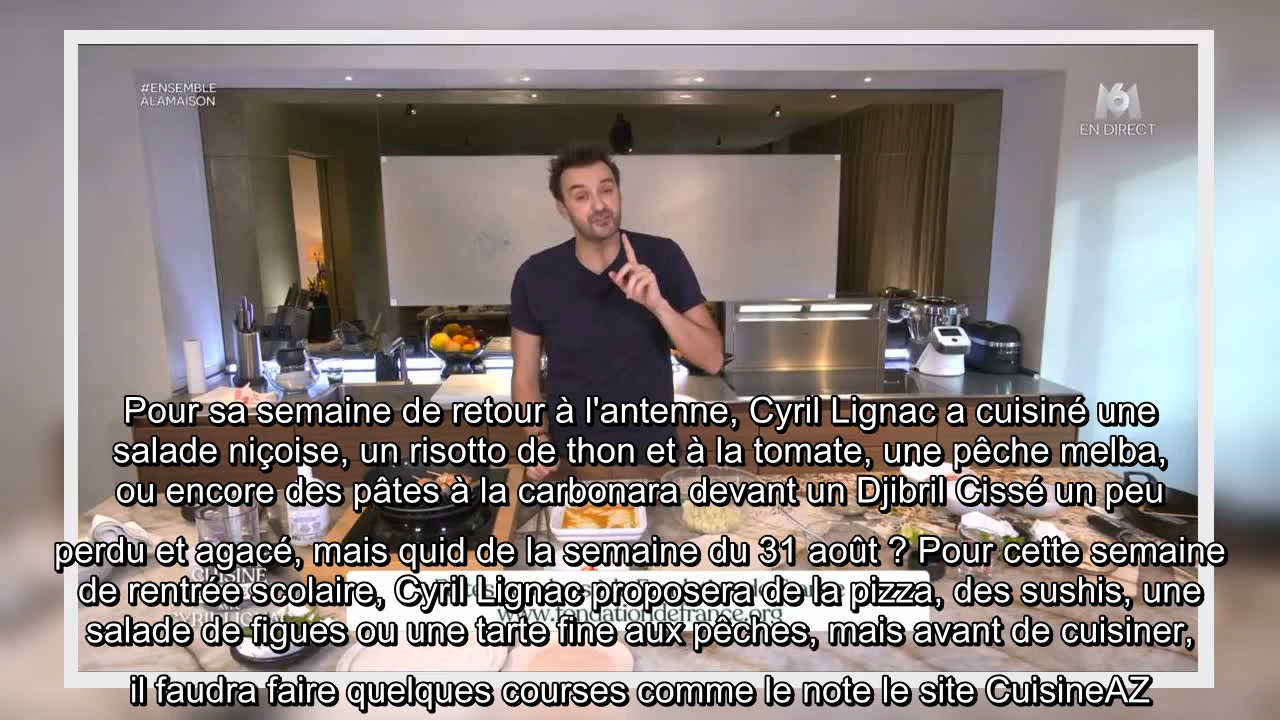 #ENSEMBLE
ÀLAMAISON
M6
EN DIRECT
Pour sa semaine de retour à l'antenne, Cyril Lignac a cuisiné une
salade niçoise, un risotto de thon et à la tomate, une pêche melba,
ou encore des pâtes à la carbonara devant un Djibril Cissé un peu
perdu et agacé, mais quid de la semaine du 31 août ? Pour cette semaine
de rentrée scolaire, Cyril Lignac proposera de la pizza, des sushis, une
salade de figues ou une tarte fine aux pêches, mais avant de cuisiner,
il faudra faire quelques courses comme le note le site CuisineAZ
CUISINE
www.fondationdefrance.org